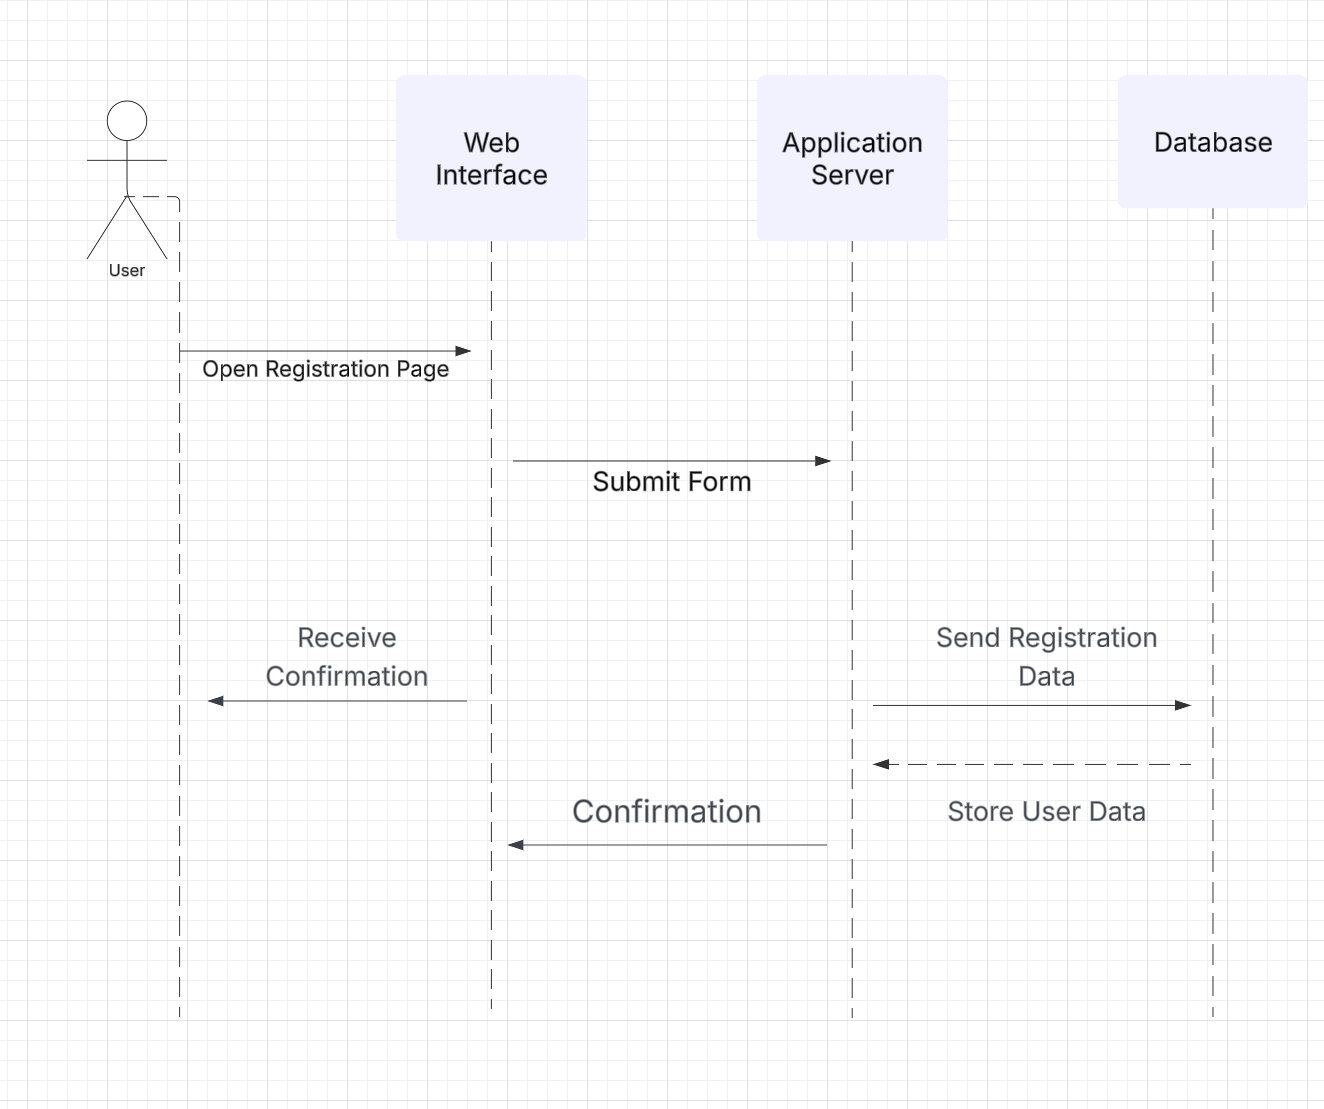 Web
Interface
Application
Server
Database
User
Open Registration Page
Submit Form
Receive
Confirmation
Send Registration
Data
Confirmation
Store User Data